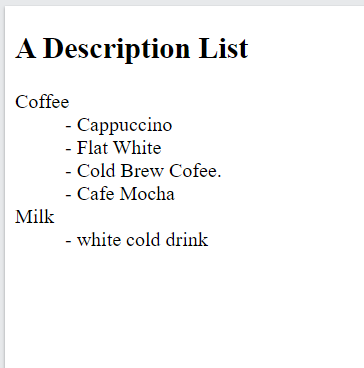 A Description List
Coffee
- Cappuccino
- Flat White
- Cold Brew Cofee.
- Cafe Mocha
Milk
- white cold drink